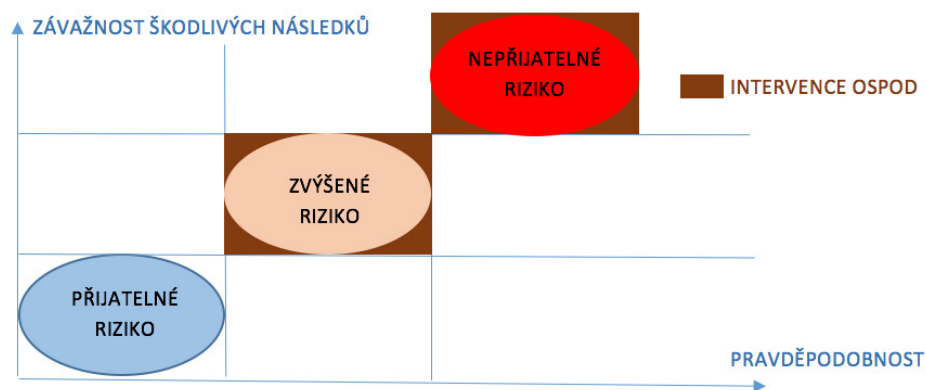 ZÁVAŽNOST ŠKODLIVÝCH NÁSLEDKŮ
NEPŘIJATELNÉ
RIZIKO
INTERVENCE OSPOD
ZVÝŠENÉ
RIZIKO
PŘIJATELNÉ
RIZIKO
PRAVDĚPODOBNOST